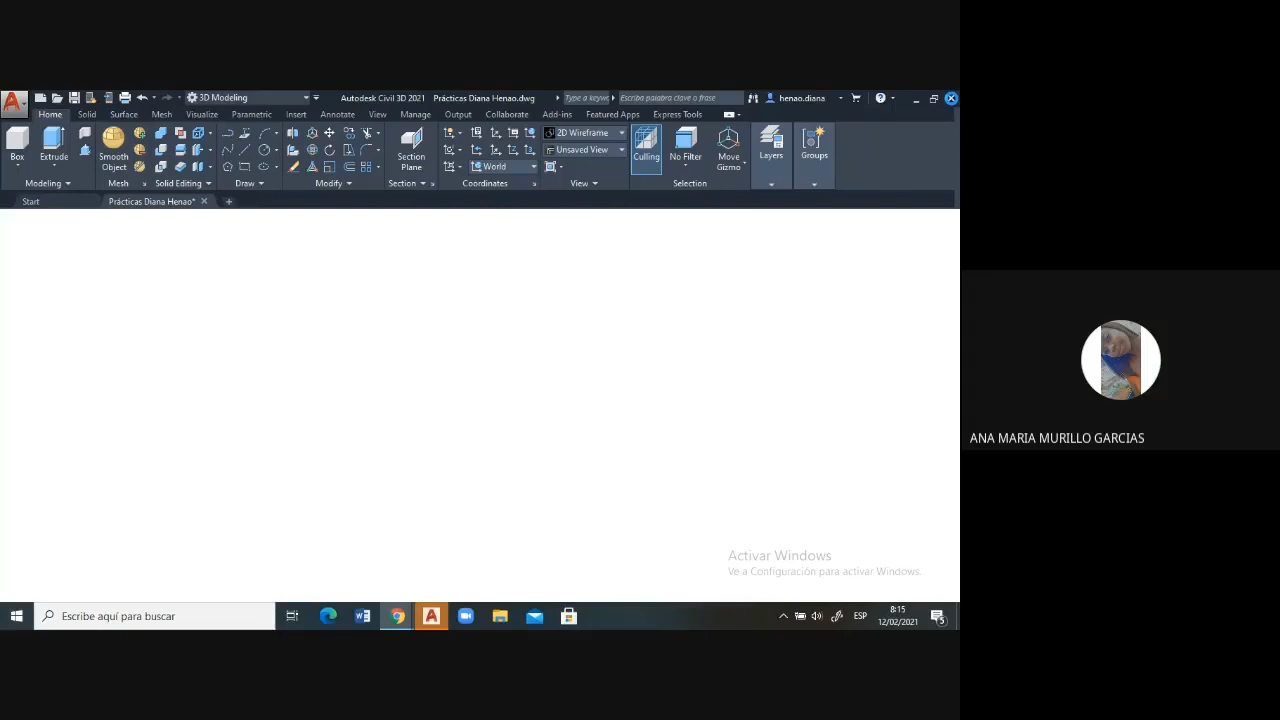 3D Modeling
Autodesk Civil 3D 2021 Prácticas Diana Henao.dwg
Type a keyw
Escriba palabra clave o frase
henao.diana
Home Solid Surface Mesh Visualize Parametric Insert Annotate View Manage Output Collaborate Add-ins Featured Apps Express Tools
Box
Extrude
Smooth Object
Section Plane
2D Wireframe
Unsaved View
World
Culling
No Filter
Move Gizmo
Layers
Groups
Modeling
Mesh
Solid Editing
Draw
Modify
Section
Coordinates
View
Selection
Start
Prácticas Diana Henao*
ANA MARIA MURILLO GARCIAS
Activar Windows
Ve a Configuración para activar Windows.
Escribe aquí para buscar
ESP
8:15
12/02/2021
5